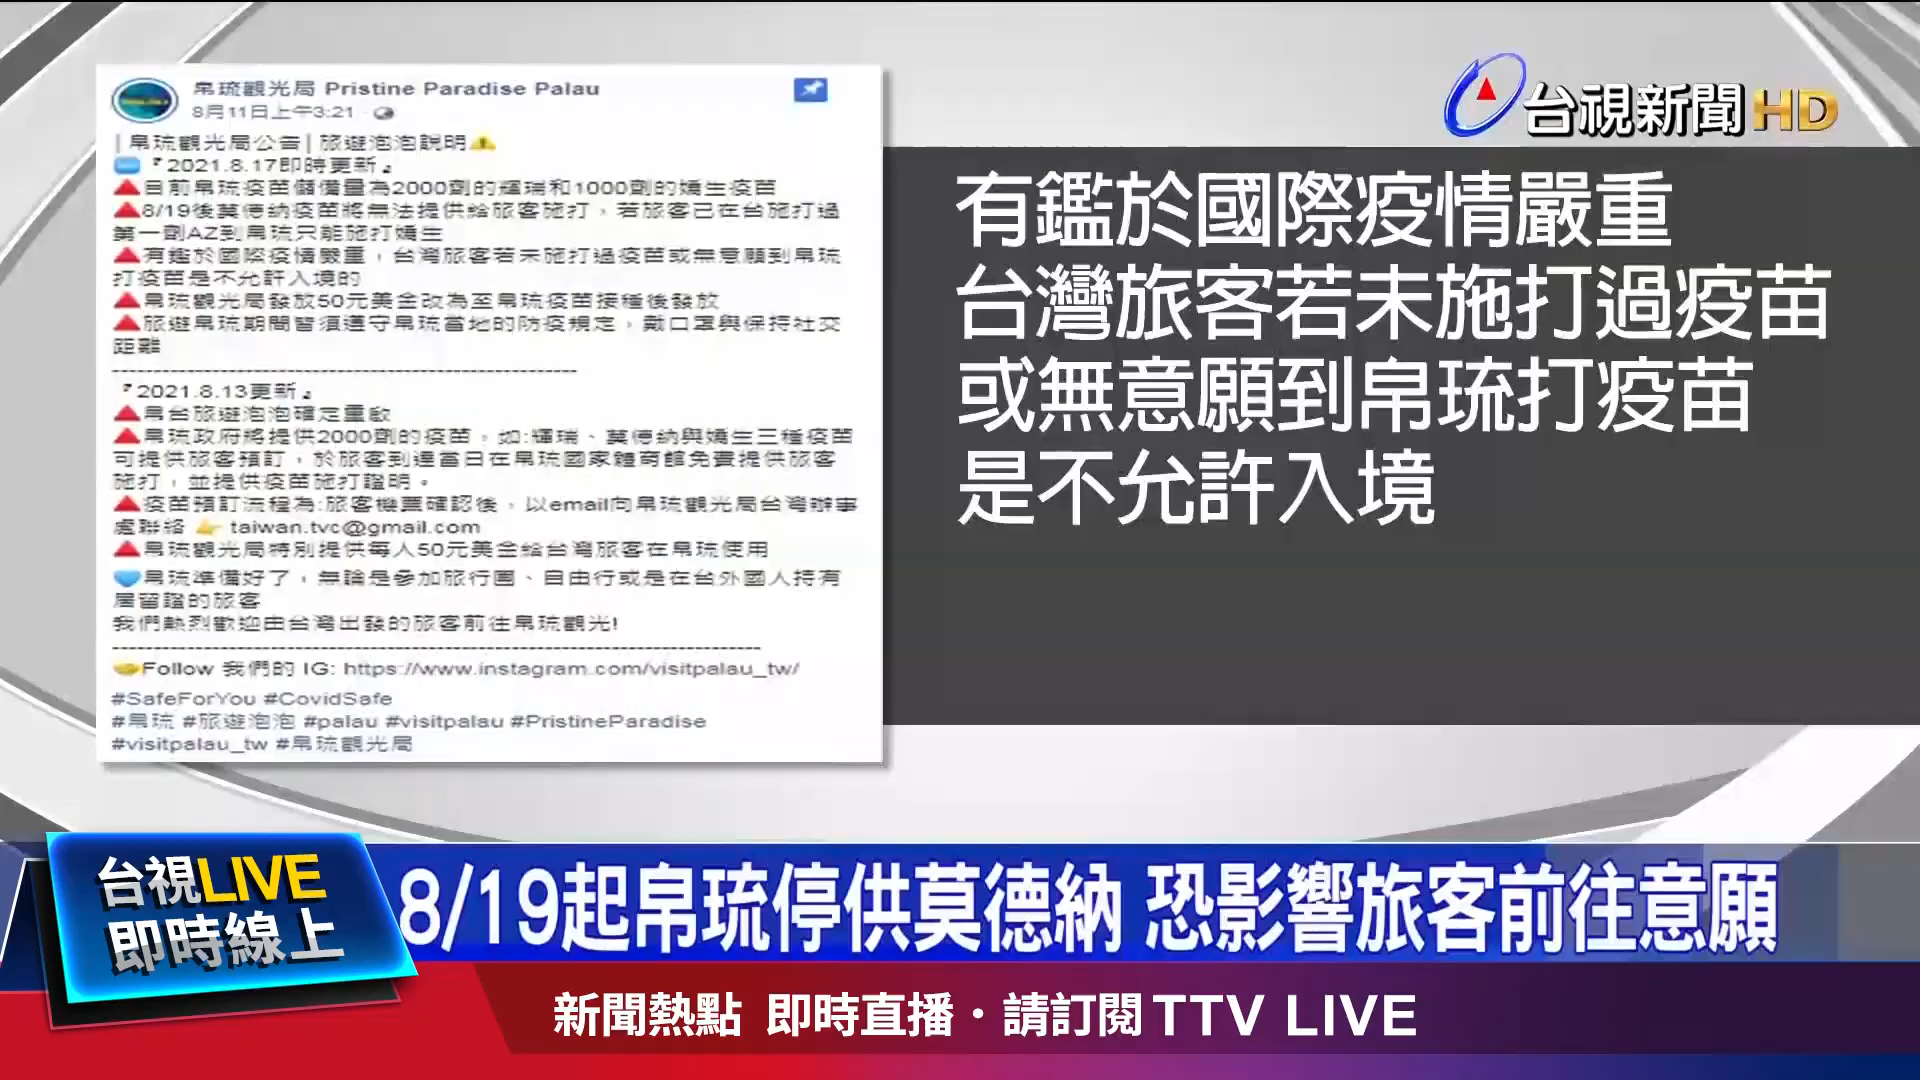 帛琉觀光局 Pristine Paradise Palau
8月11日上午3:21
|帛琉觀光局公告|旅遊泡泡說明⚠
『2021.8.17即時更新』
🔺目前帛琉疫苗儲備量為2000劑的輝瑞和1000劑的嬌生疫苗
🔺8/19後莫德納疫苗將無法提供給旅客施打，若旅客已在台施打過
第一劑AZ到帛琉只能施打嬌生
🔺有鑑於國際疫情嚴重，台灣旅客若未施打過疫苗或無意願到帛琉
打疫苗是不允許入境的
🔺帛琉觀光局發放50元美金改為至帛琉疫苗接種後發放
🔺旅遊帛琉期間皆須遵守帛琉當地的防疫規定，戴口罩與保持社交
距離
------------------------------------------------------
『2021.8.13更新』
🔺帛台旅遊泡泡確定重啟
🔺帛琉政府將提供2000劑的疫苗，如:輝瑞、莫德納與嬌生三種疫苗
可提供旅客預訂，於旅客到達當日在帛琉國家體育館免費提供旅客
施打，並提供疫苗施打證明。
🔺疫苗預訂流程為:旅客機票確認後，以email向帛琉觀光局台灣辦事
處聯絡 👉 taiwan.tvc@gmail.com
🔺帛琉觀光局特別提供每人50元美金給台灣旅客在帛琉使用
💙帛琉準備好了，無論是參加旅行團、自由行或是在台外國人持有
居留證的旅客
我們熱烈歡迎由台灣出發的旅客前往帛琉觀光!
------------------------------------------------------
Follow 我們的 IG: https://www.instagram.com/visitpalau_tw/
#SafeForYou #CovidSafe
#帛琉 #旅遊泡泡 #palau #visitpalau #PristineParadise
#visitpalau_tw #帛琉觀光局
台視新聞HD
有鑑於國際疫情嚴重
台灣旅客若未施打過疫苗
或無意願到帛琉打疫苗
是不允許入境
台視LIVE
即時線上
8/19起帛琉停供莫德納 恐影響旅客前往意願
新聞熱點 即時直播・請訂閱TTV LIVE